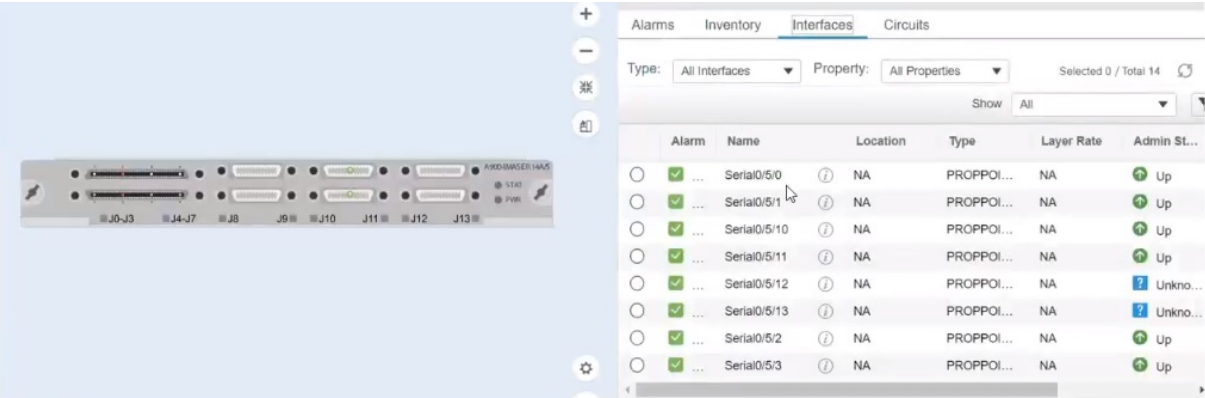 Alarms Inventory Interfaces Circuits
Type: All Interfaces Property: All Properties Selected 0 / Total 14
Show All
Alarm Name Location Type Layer Rate Admin St...
Serial0/5/0 NA PROPPOI... NA Up
Serial0/5/1 NA PROPPOI... NA Up
Serial0/5/10 NA PROPPOI... NA Up
Serial0/5/11 NA PROPPOI... NA Up
Serial0/5/12 NA PROPPOI... NA Unkno...
Serial0/5/13 NA PROPPOI... NA Unkno...
Serial0/5/2 NA PROPPOI... NA Up
Serial0/5/3 NA PROPPOI... NA Up
A900-IMASER14A/S
STAT
PWR
J0-J3 J4-J7 J8 J9 J10 J11 J12 J13